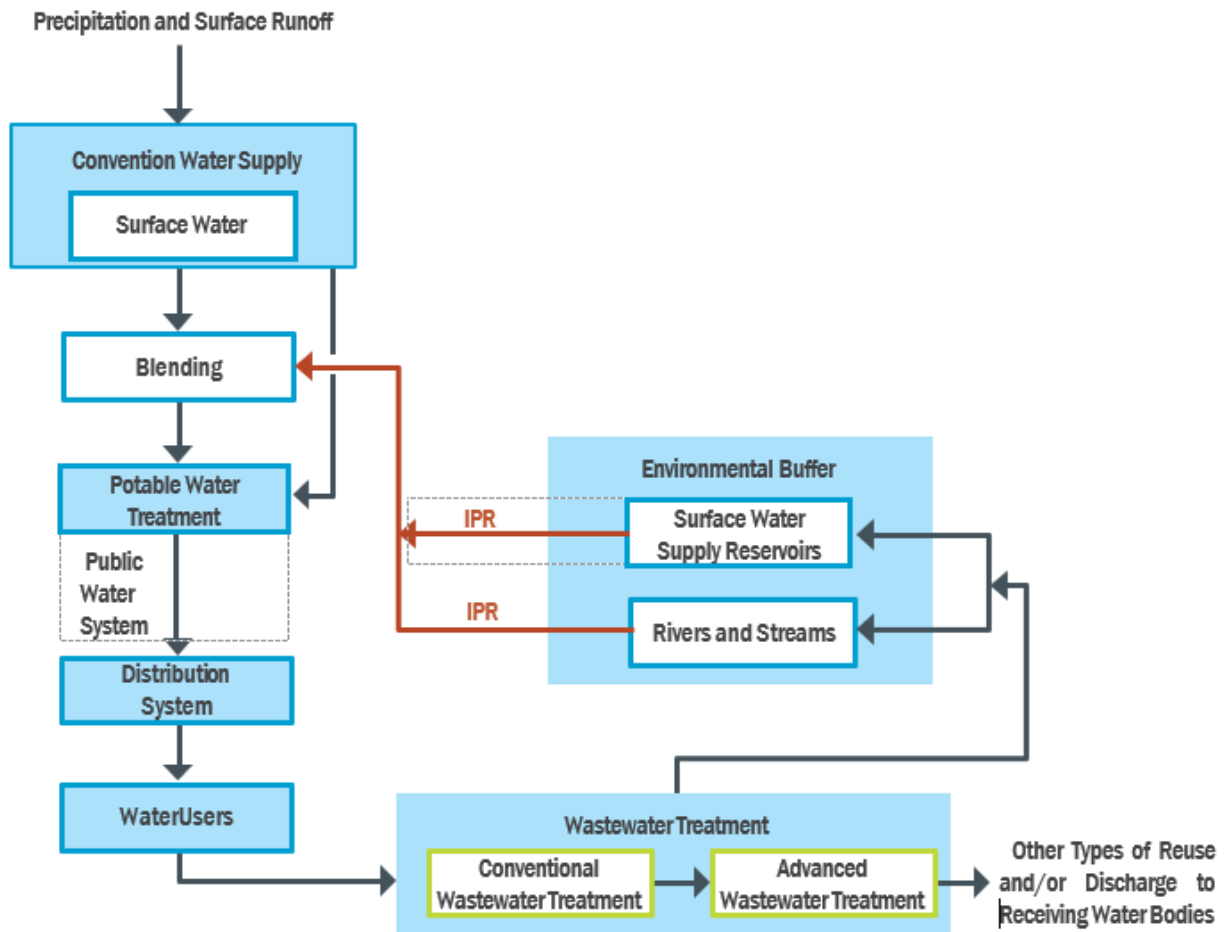 Precipitation and Surface Runoff
Convention Water Supply
Surface Water
Blending
Potable Water
Treatment
Public
Water
System
Distribution
System
WaterUsers
Environmental Buffer
IPR
Surface Water
Supply Reservoirs
IPR
Rivers and Streams
Wastewater Treatment
Conventional
Wastewater Treatment
Advanced
Wastewater Treatment
Other Types of Reuse
and/or Discharge to
Receiving Water Bodies